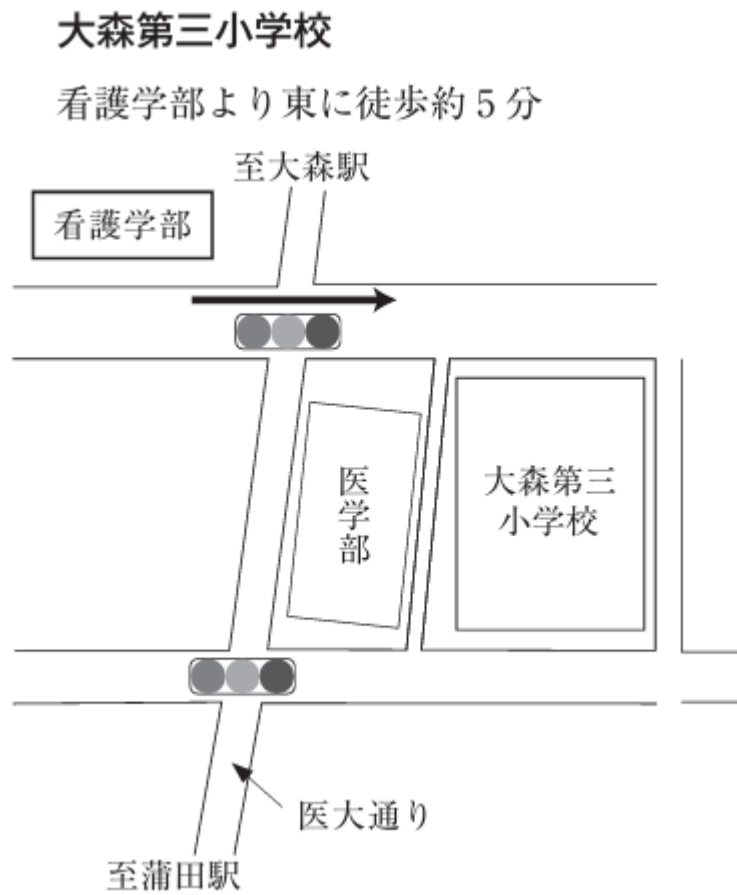 大森第三小学校
看護学部より東に徒歩約5分
至大森駅
看護学部
医学部
大森第三
小学校
医大通り
至蒲田駅